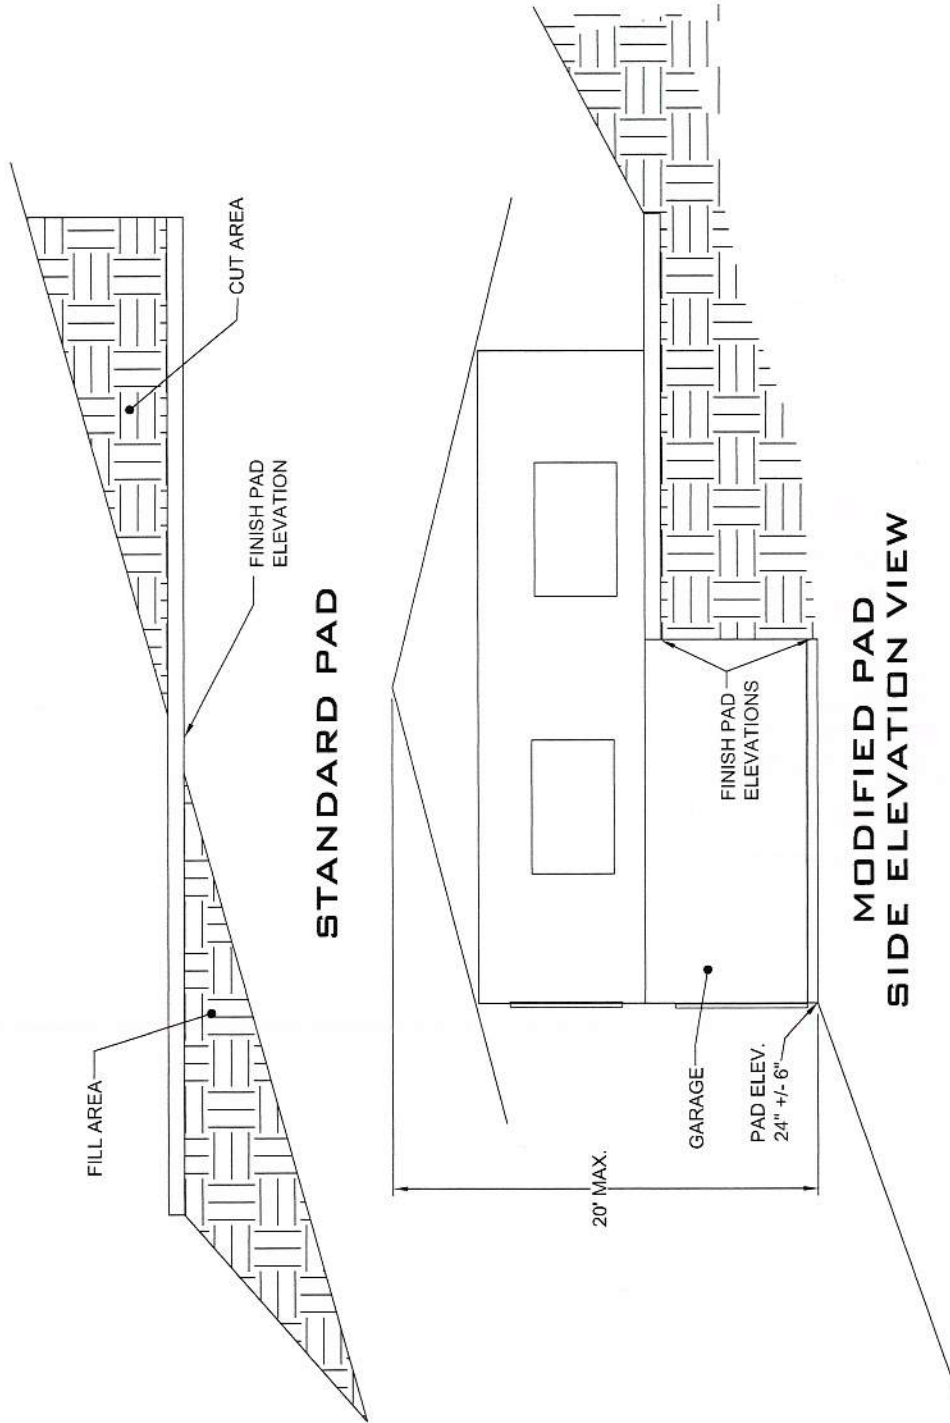 CUT AREA
FINISH PAD
ELEVATION
FILL AREA
STANDARD PAD
20' MAX.
GARAGE
PAD ELEV.
24" +/- 6"
FINISH PAD
ELEVATIONS
MODIFIED PAD
SIDE ELEVATION VIEW